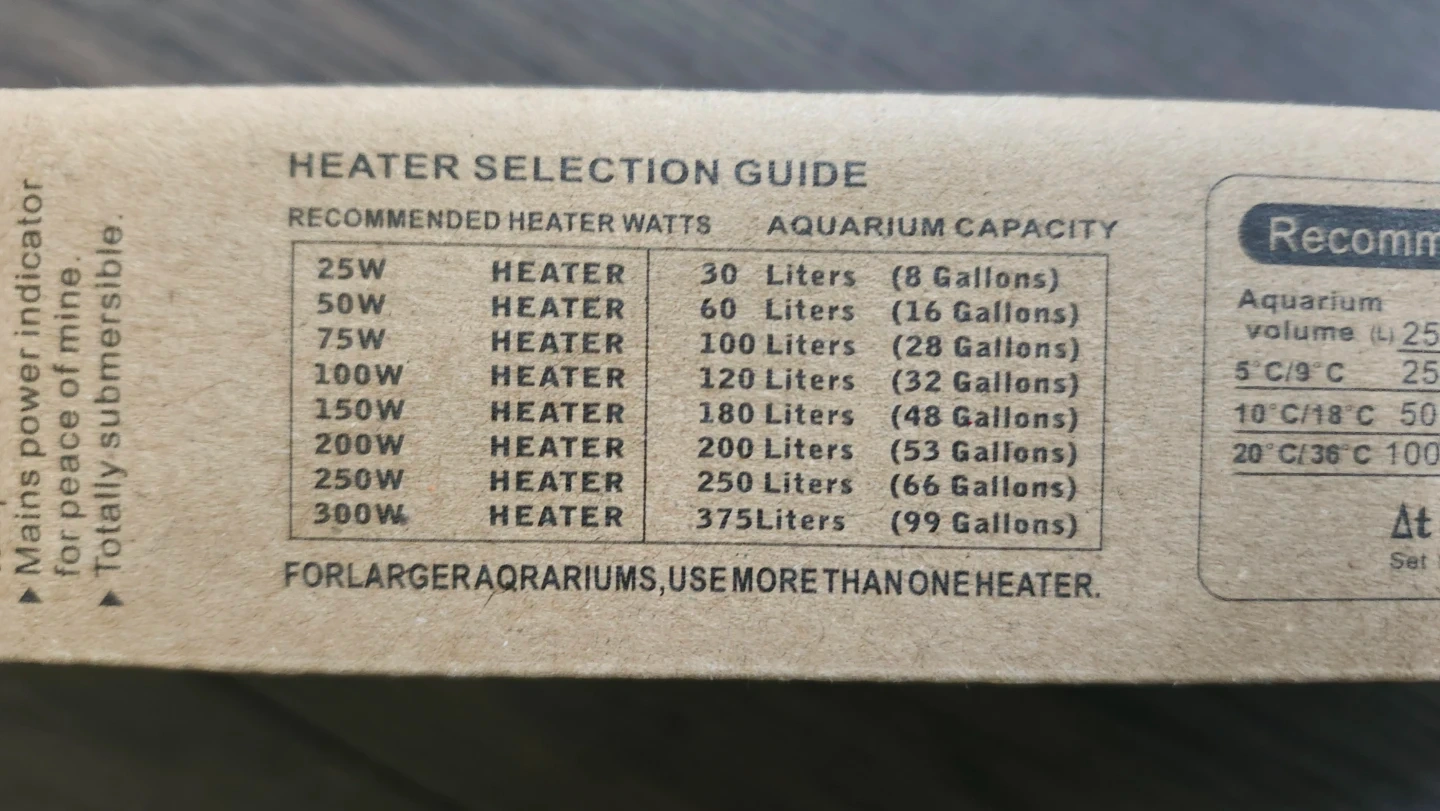 Mains power indicator
for peace of mine.
Totally submersible.
HEATER SELECTION GUIDE
RECOMMENDED HEATER WATTS AQUARIUM CAPACITY
25W HEATER 30 Liters (8 Gallons)
50W HEATER 60 Liters (16 Gallons)
75W HEATER 100 Liters (28 Gallons)
100W HEATER 120 Liters (32 Gallons)
150W HEATER 180 Liters (48 Gallons)
200W HEATER 200 Liters (53 Gallons)
250W HEATER 250 Liters (66 Gallons)
300W HEATER 375Liters (99 Gallons)
FORLARGERAQRARIUMS,USEMORETHANONEHEATER.
Recomm
Aquarium
volume (L) 25
5°C/9°C 25
10°C/18°C 50
20°C/36°C 100
Δt
Set